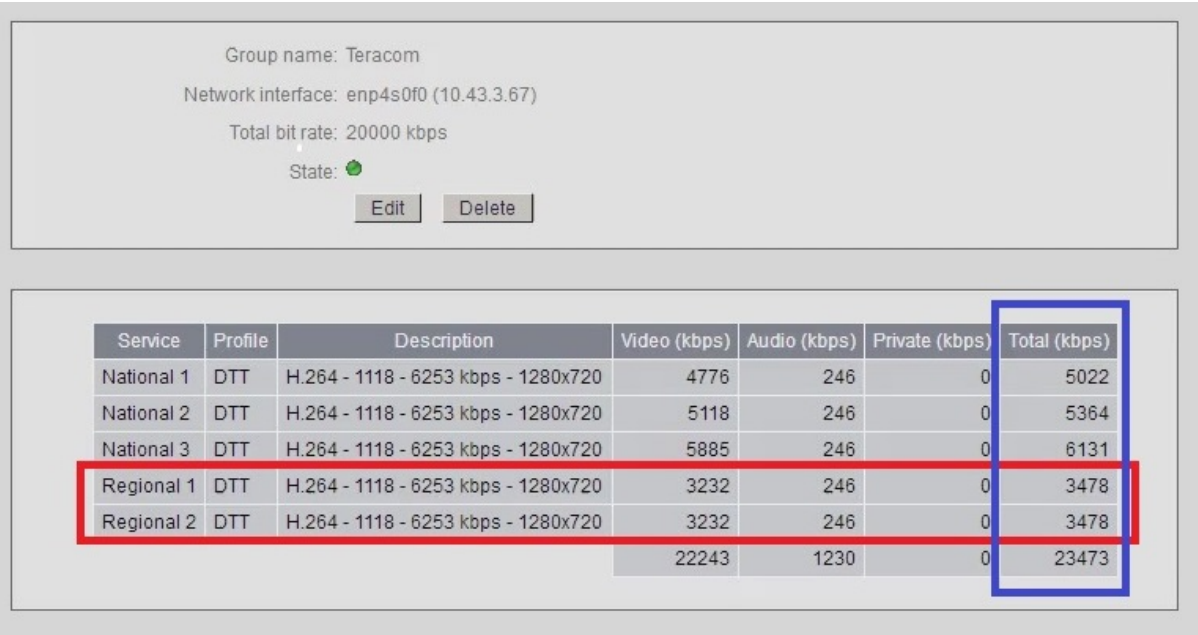 Group name: Teracom
Network interface: enp4s0f0 (10.43.3.67)
Total bit rate: 20000 kbps
State:
Edit Delete
Service Profile Description Video (kbps) Audio (kbps) Private (kbps) Total (kbps)
National 1 DTT H.264 - 1118 - 6253 kbps - 1280x720 4776 246 0 5022
National 2 DTT H.264 - 1118 - 6253 kbps - 1280x720 5118 246 0 5364
National 3 DTT H.264 - 1118 - 6253 kbps - 1280x720 5885 246 0 6131
Regional 1 DTT H.264 - 1118 - 6253 kbps - 1280x720 3232 246 0 3478
Regional 2 DTT H.264 - 1118 - 6253 kbps - 1280x720 3232 246 0 3478
22243 1230 0 23473